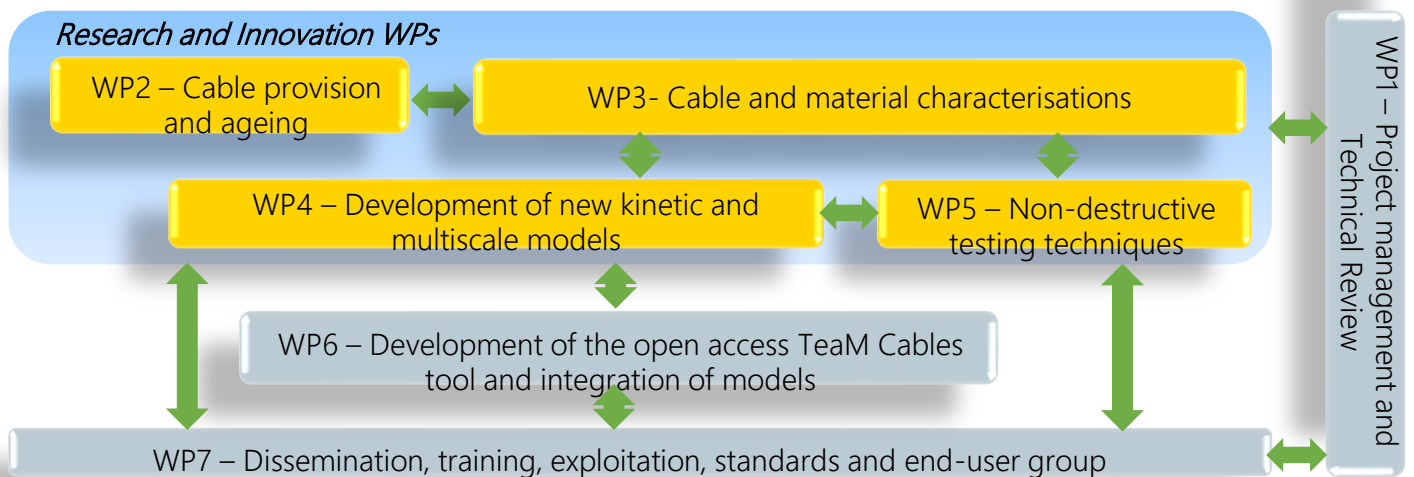 Research and Innovation WPs
WP2 – Cable provision
and ageing
WP3- Cable and material characterisations
WP4 – Development of new kinetic and
multiscale models
WP5 – Non-destructive
testing techniques
WP6 – Development of the open access TeaM Cables
tool and integration of models
WP7 – Dissemination, training, exploitation, standards and end-user group
WP1 – Project management and
Technical Review